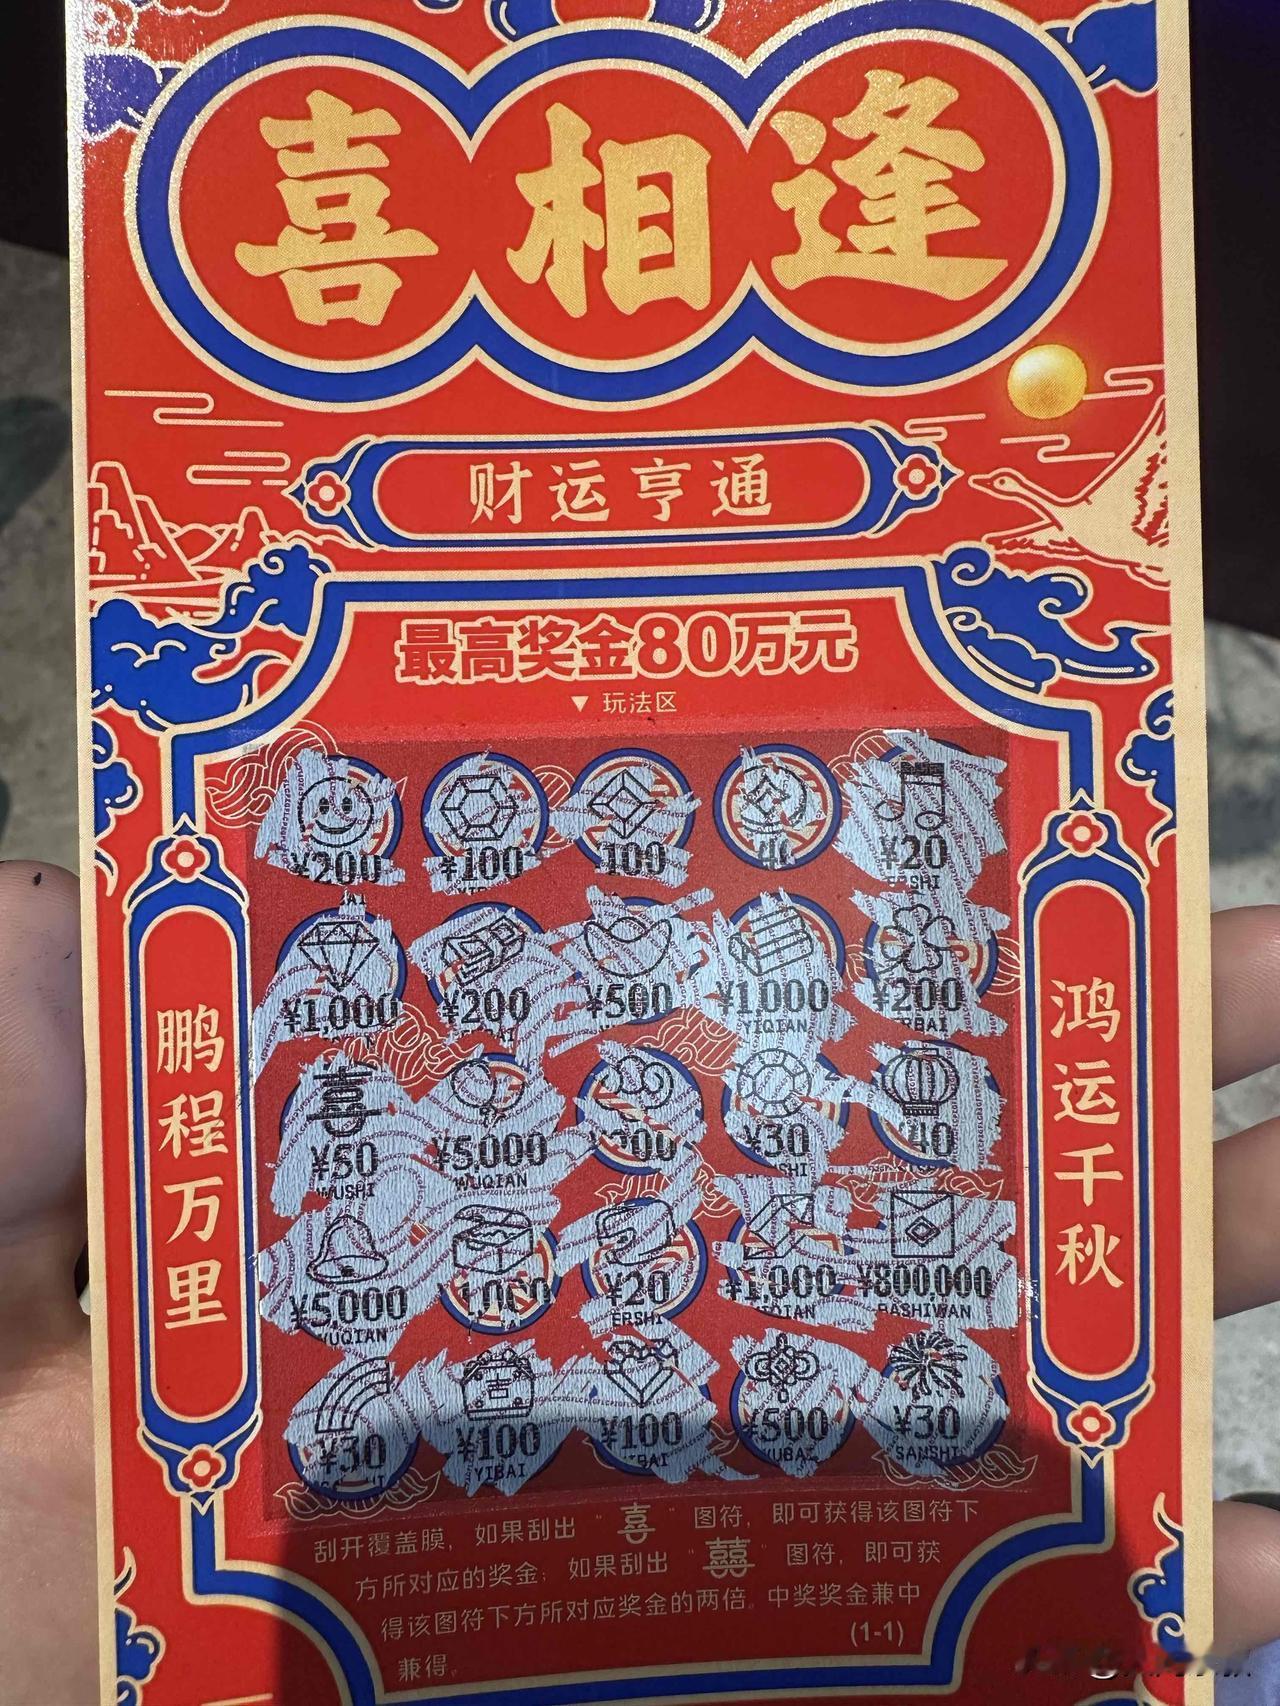 喜相逢
财运亨通
最高奖金80万元
▼ 玩法区
鹏程万里
鸿运千秋
¥200 ¥100 100 ¥20
¥1,000 ¥200 ¥500 ¥1,000 ¥200
YIQIAN
喜
¥50 ¥5,000 ¥30 40
WUSHI WUQIAN
¥5,000 1,000 ¥20 ¥1,000 ¥800,000
ERSHI BASHIWAN
吉
¥30 ¥100 ¥100 ¥500 ¥30
YIBAI SANSHI
刮开覆盖膜，如果刮出“喜”图符，即可获得该图符下
方所对应的奖金；如果刮出“囍”图符，即可获
得该图符下方所对应奖金的两倍。中奖奖金兼中
兼得。
(1-1)